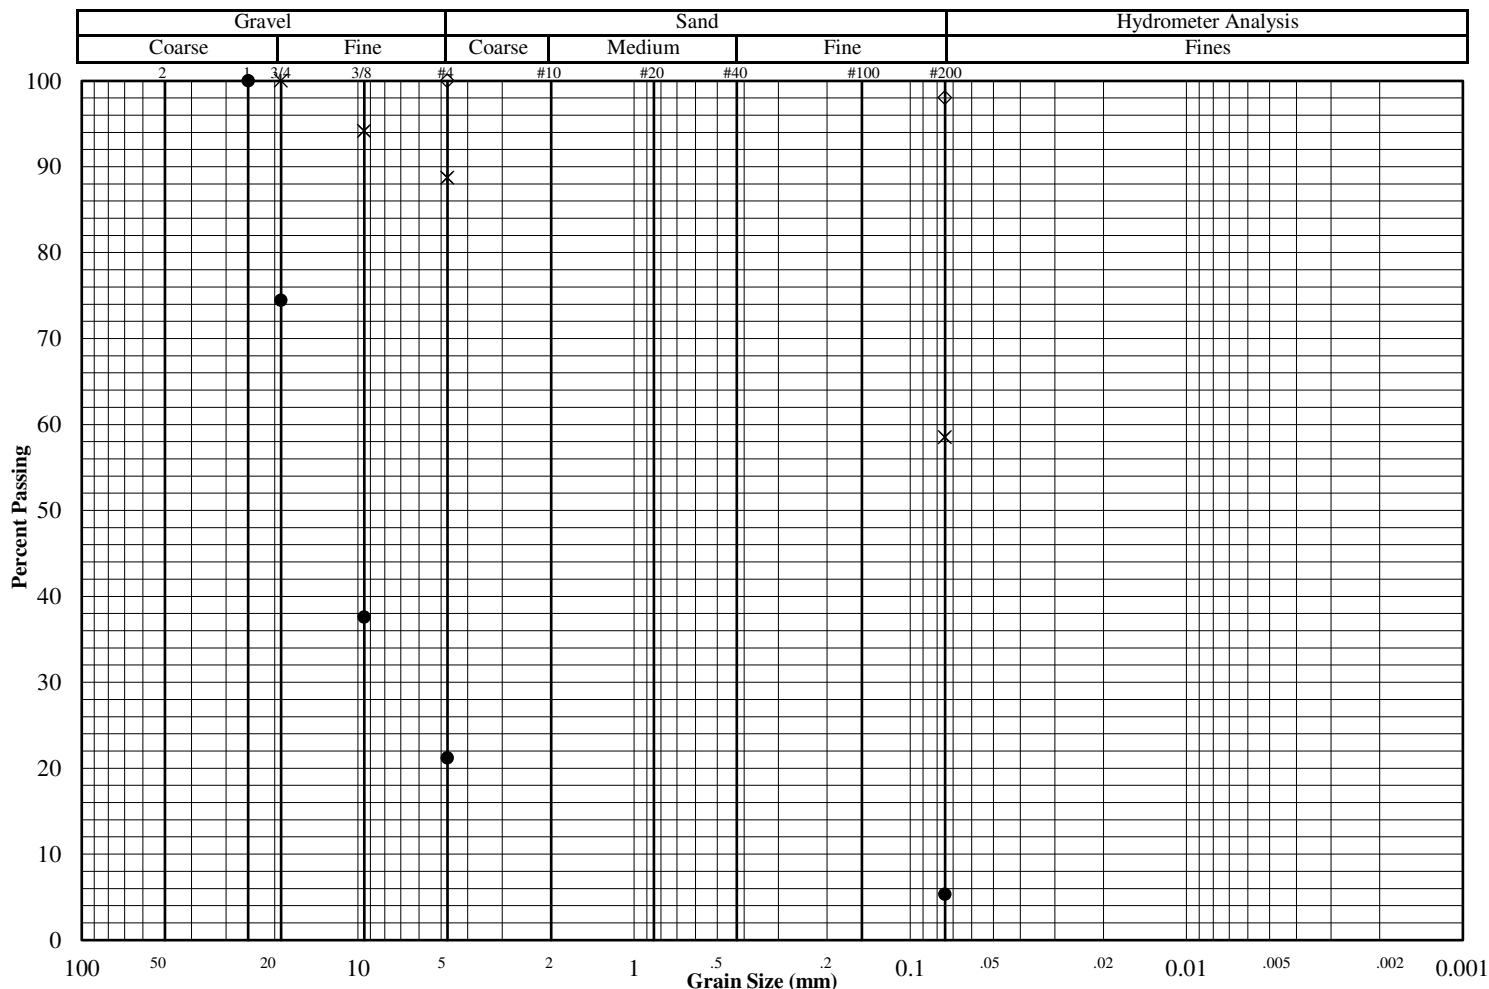 Gravel Sand Hydrometer Analysis
Coarse Fine Coarse Medium Fine Fines
2 1 3/4 3/8 #4 #10 #20 #40 #100 #200
100
90
80
70
60
50
40
30
20
10
0
Percent Passing
100 50 20 10 5 2 1 .5 .2 0.1 .05 .02 0.01 .005 .002 0.001
Grain Size (mm)